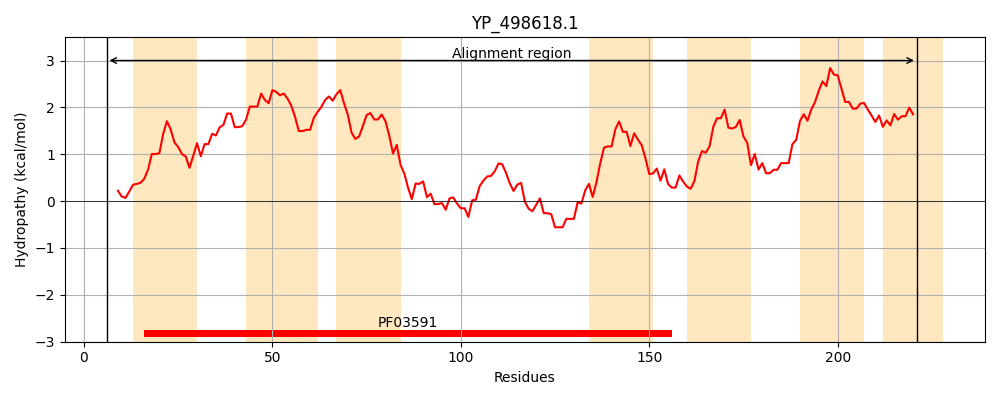 YP_498618.1
Alignment region
3
2
1
0
−1
−2
−3
Hydropathy (kcal/mol)
PF03591
0
50
100
150
200
Residues